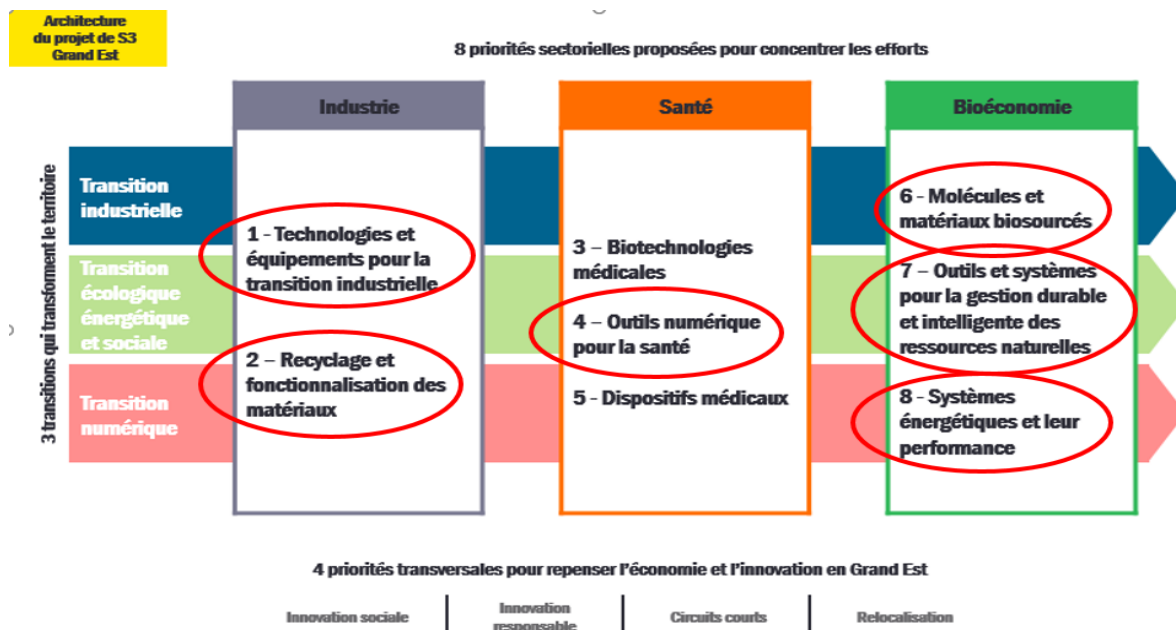 Architecture
du projet de S3
Grand Est
8 priorités sectorielles proposées pour concentrer les efforts
3 transitions qui transforment le territoire
Industrie
Santé
Bioéconomie
Transition
industrielle
Transition
écologique
énergétique
et sociale
Transition
numérique
1 - Technologies et
équipements pour la
transition industrielle
2 – Recyclage et
fonctionnalisation des
matériaux
3 – Biotechnologies
médicales
4 – Outils numérique
pour la santé
5 - Dispositifs médicaux
6 - Molécules et
matériaux biosourcés
7 – Outils et systèmes
pour la gestion durable
et intelligente des
ressources naturelles
8 – Systèmes
énergétiques et leur
performance
4 priorités transversales pour repenser l'économie et l'innovation en Grand Est
Innovation sociale
Innovation
responsable
Circuits courts
Relocalisation